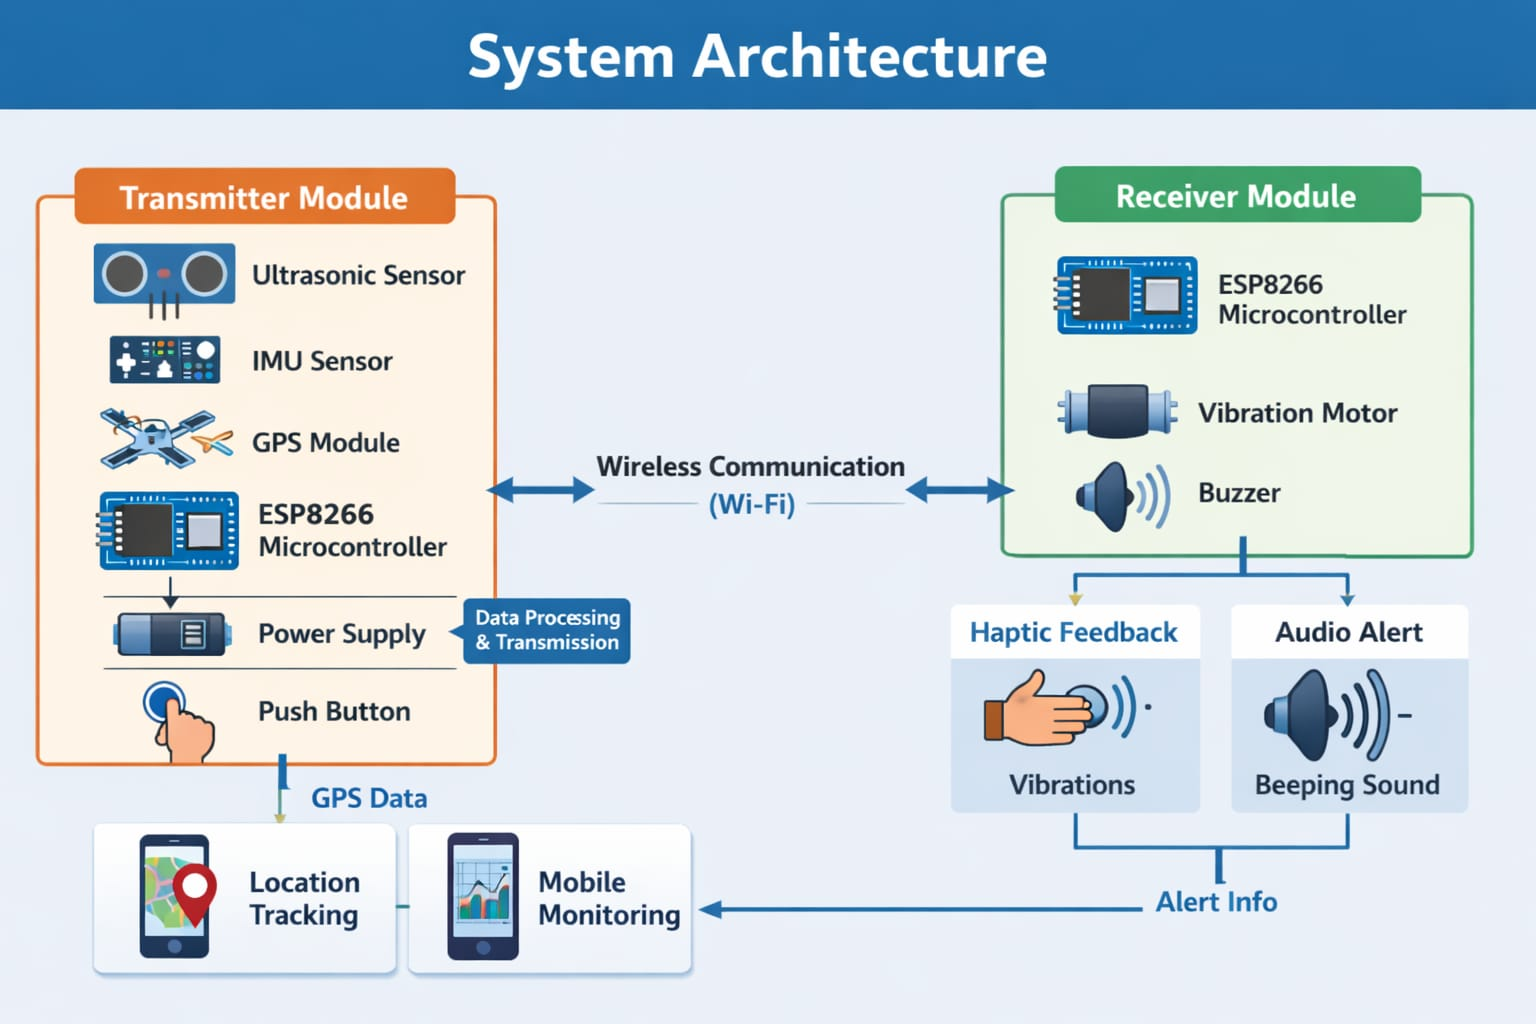 System Architecture
Transmitter Module
Ultrasonic Sensor
IMU Sensor
GPS Module
ESP8266
Microcontroller
Power Supply
Data Processing
& Transmission
Push Button
Wireless Communication
(Wi-Fi)
Receiver Module
ESP8266
Microcontroller
Vibration Motor
Buzzer
Haptic Feedback
Vibrations
Audio Alert
Beeping Sound
GPS Data
Location
Tracking
Mobile
Monitoring
Alert Info